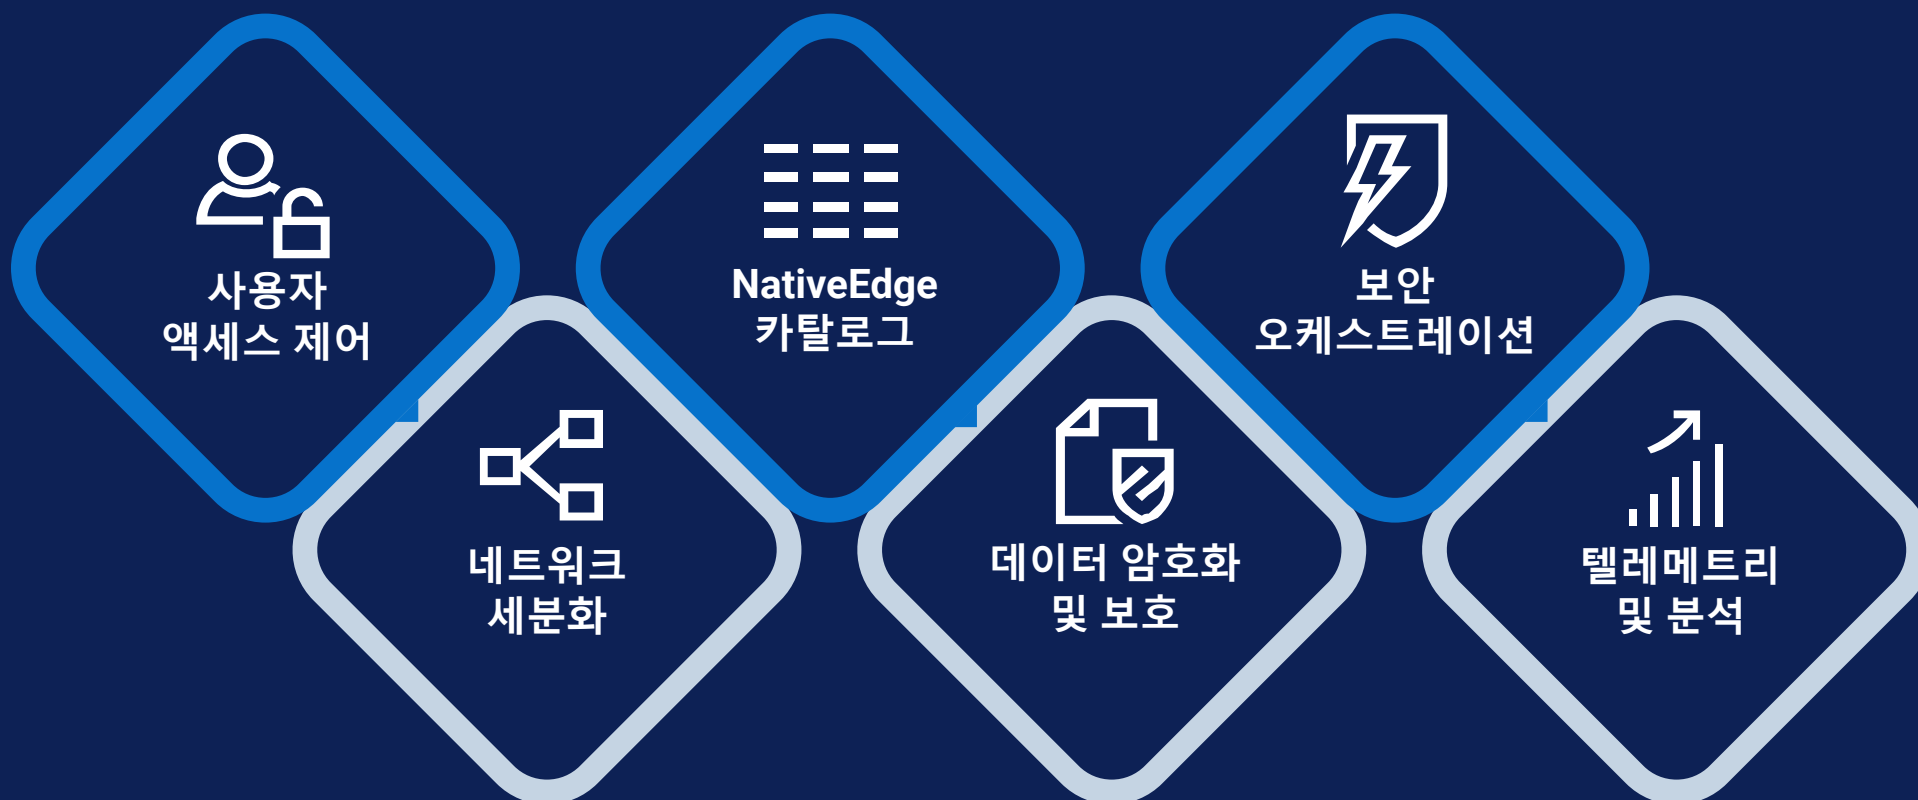 사용자
액세스 제어
네트워크
세분화
NativeEdge
카탈로그
데이터 암호화
및 보호
보안
오케스트레이션
텔레메트리
및 분석